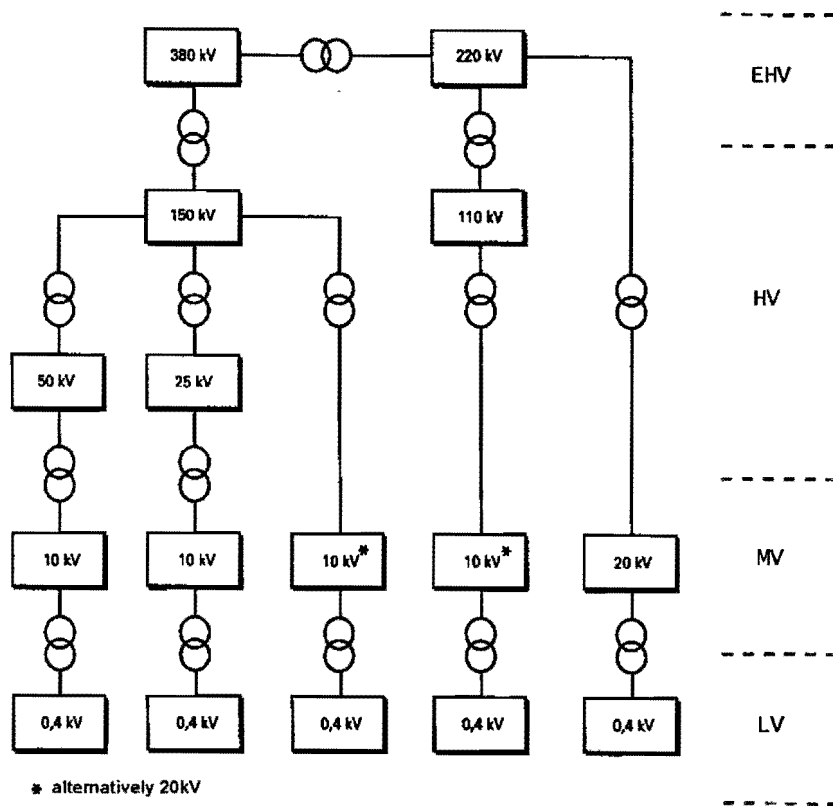 380 kV
220 kV
EHV
150 kV
110 kV
HV
50 kV
25 kV
10 kV
10 kV
10 kV*
10 kV*
20 kV
MV
0,4 kV
0,4 kV
0,4 kV
0,4 kV
0,4 kV
LV
* alternatively 20kV